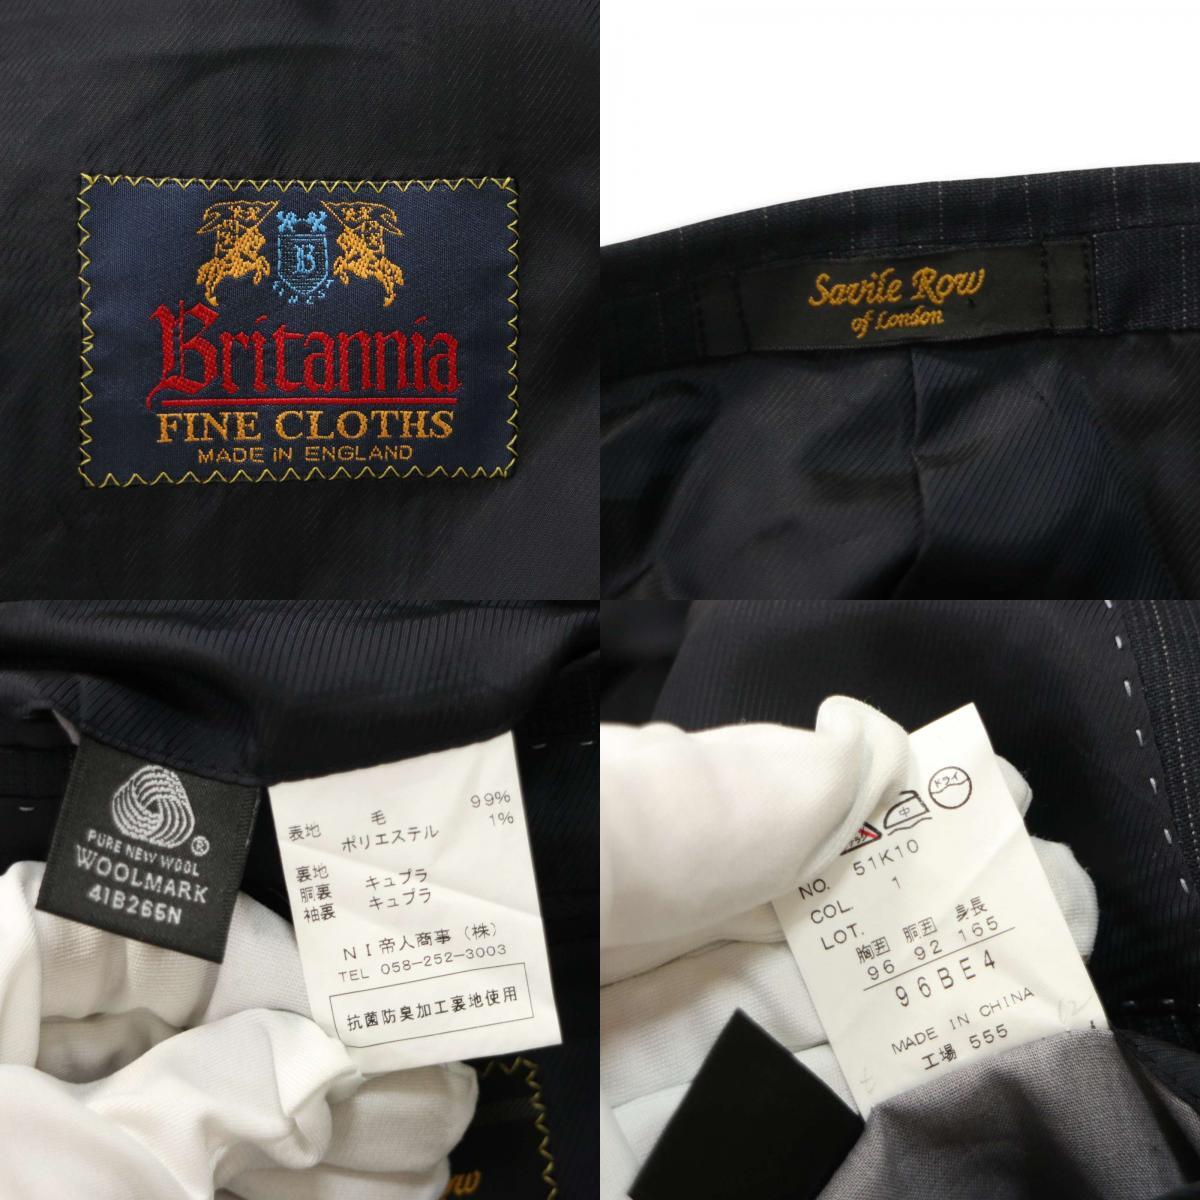 B
Britannia
FINE CLOTHS
MADE IN ENGLAND
Savile Row
of London
PURE NEW WOOL
WOOLMARK
41B265N
表地 毛 99%
ポリエステル 1%
裏地
胴裏 キュプラ
袖裏 キュプラ
NI帝人商事(株)
TEL 058-252-3003
抗菌防臭加工裏地使用
中 ドライ
NO. 51K10
COL. 1
LOT.
胸囲 胴囲 身長
96 92 165
96BE4
MADE IN CHINA
工場 555